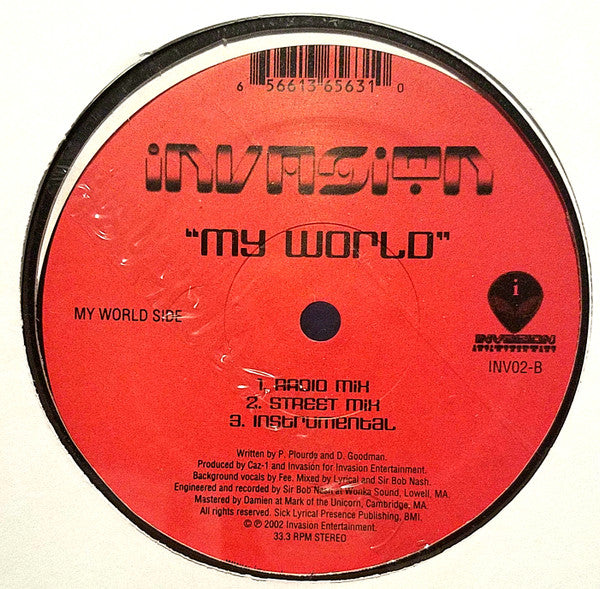 6 56613 65631 0
INVASION
"MY WORLD"
MY WORLD SIDE
i
INVASION
INV02-B
1. RADIO MIX
2. STREET MIX
3. INSTRUMENTAL
Written by P. Plourde and D. Goodman.
Produced by Caz-1 and Invasion for Invasion Entertainment.
Background vocals by Fee. Mixed by Lyrical and Sir Bob Nash.
Engineered and recorded by Sir Bob Nash at Wonka Sound, Lowell, MA.
Mastered by Damien at Mark of the Unicorn, Cambridge, MA.
All rights reserved. Sick Lyrical Presence Publishing, BMI.
© ℗ 2002 Invasion Entertainment.
33.3 RPM STEREO